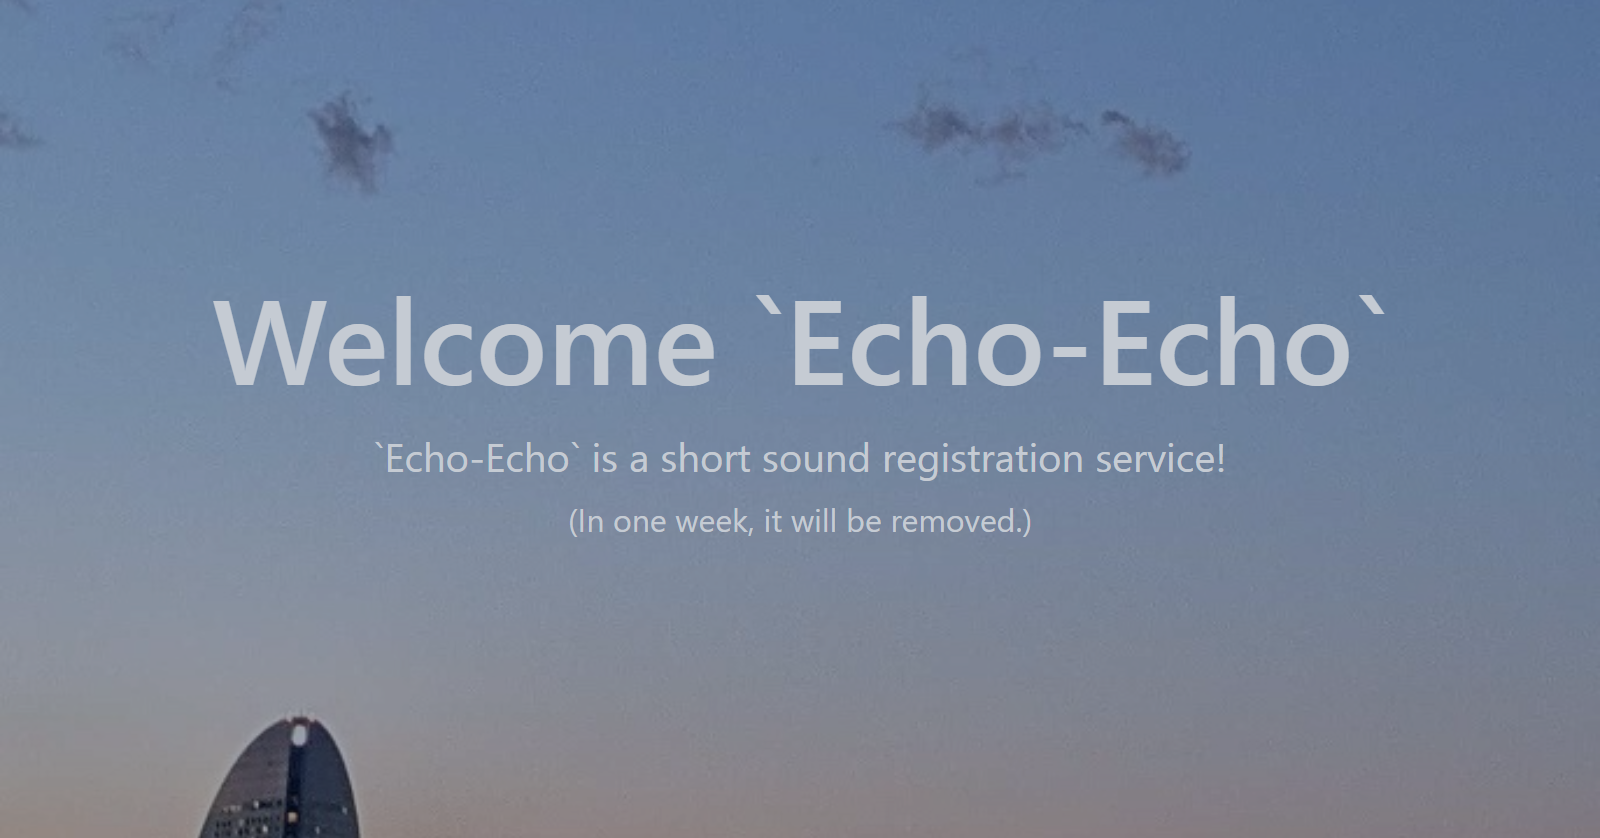 Welcome `Echo-Echo`
`Echo-Echo` is a short sound registration service!
(In one week, it will be removed.)